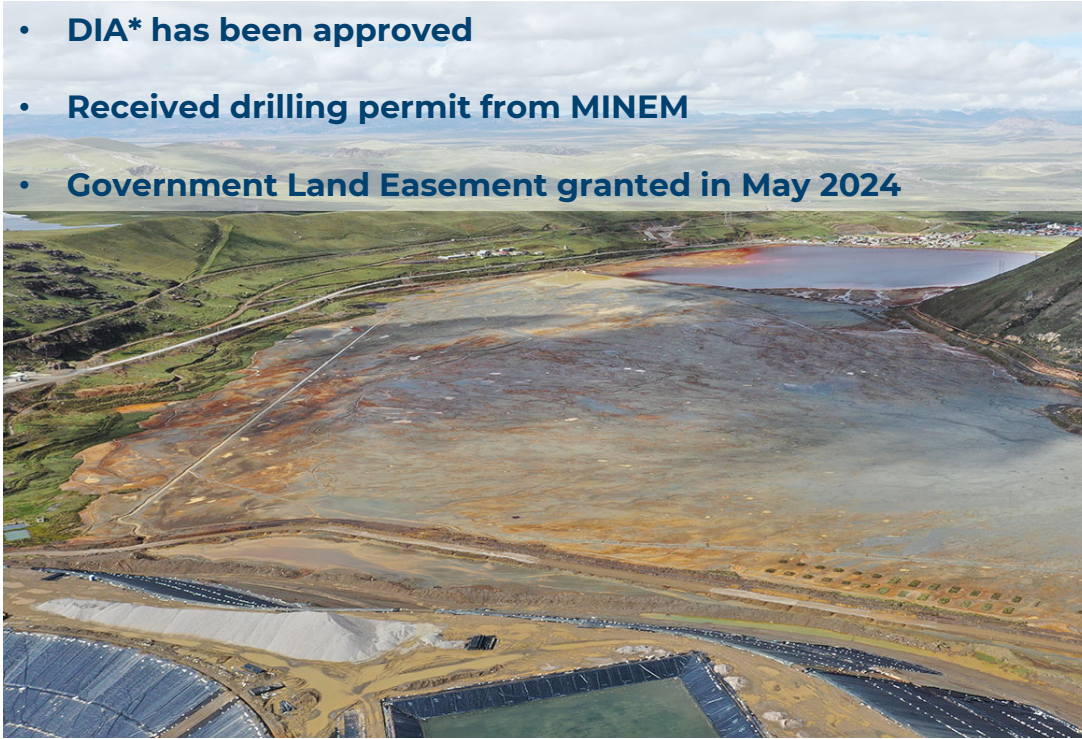 • DIA* has been approved
• Received drilling permit from MINEM
• Government Land Easement granted in May 2024